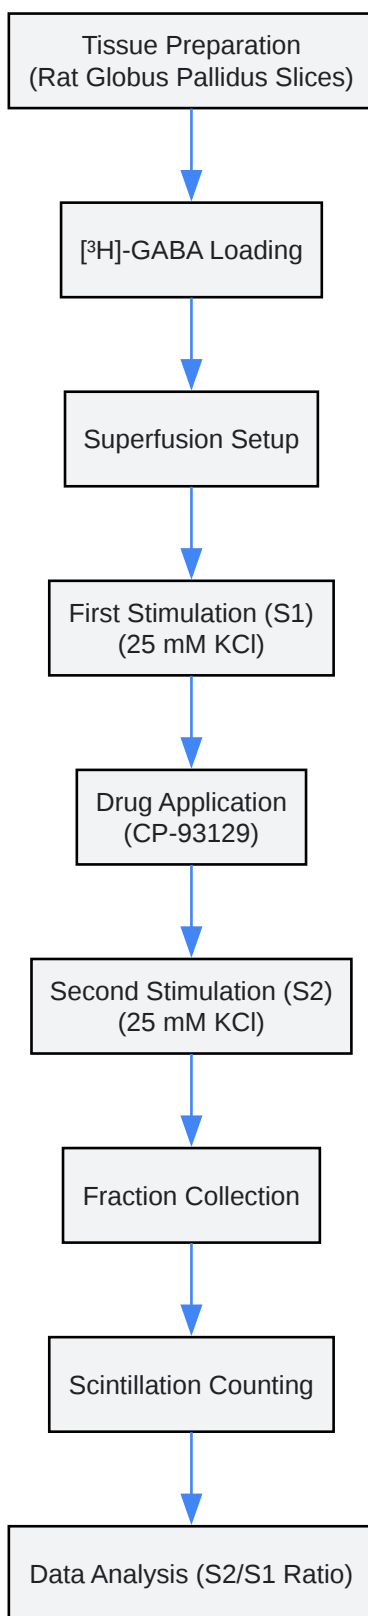 Tissue Preparation
(Rat Globus Pallidus Slices)
[³H]-GABA Loading
Superfusion Setup
First Stimulation (S1)
(25 mM KCl)
Drug Application
(CP-93129)
Second Stimulation (S2)
(25 mM KCl)
Fraction Collection
Scintillation Counting
Data Analysis (S2/S1 Ratio)